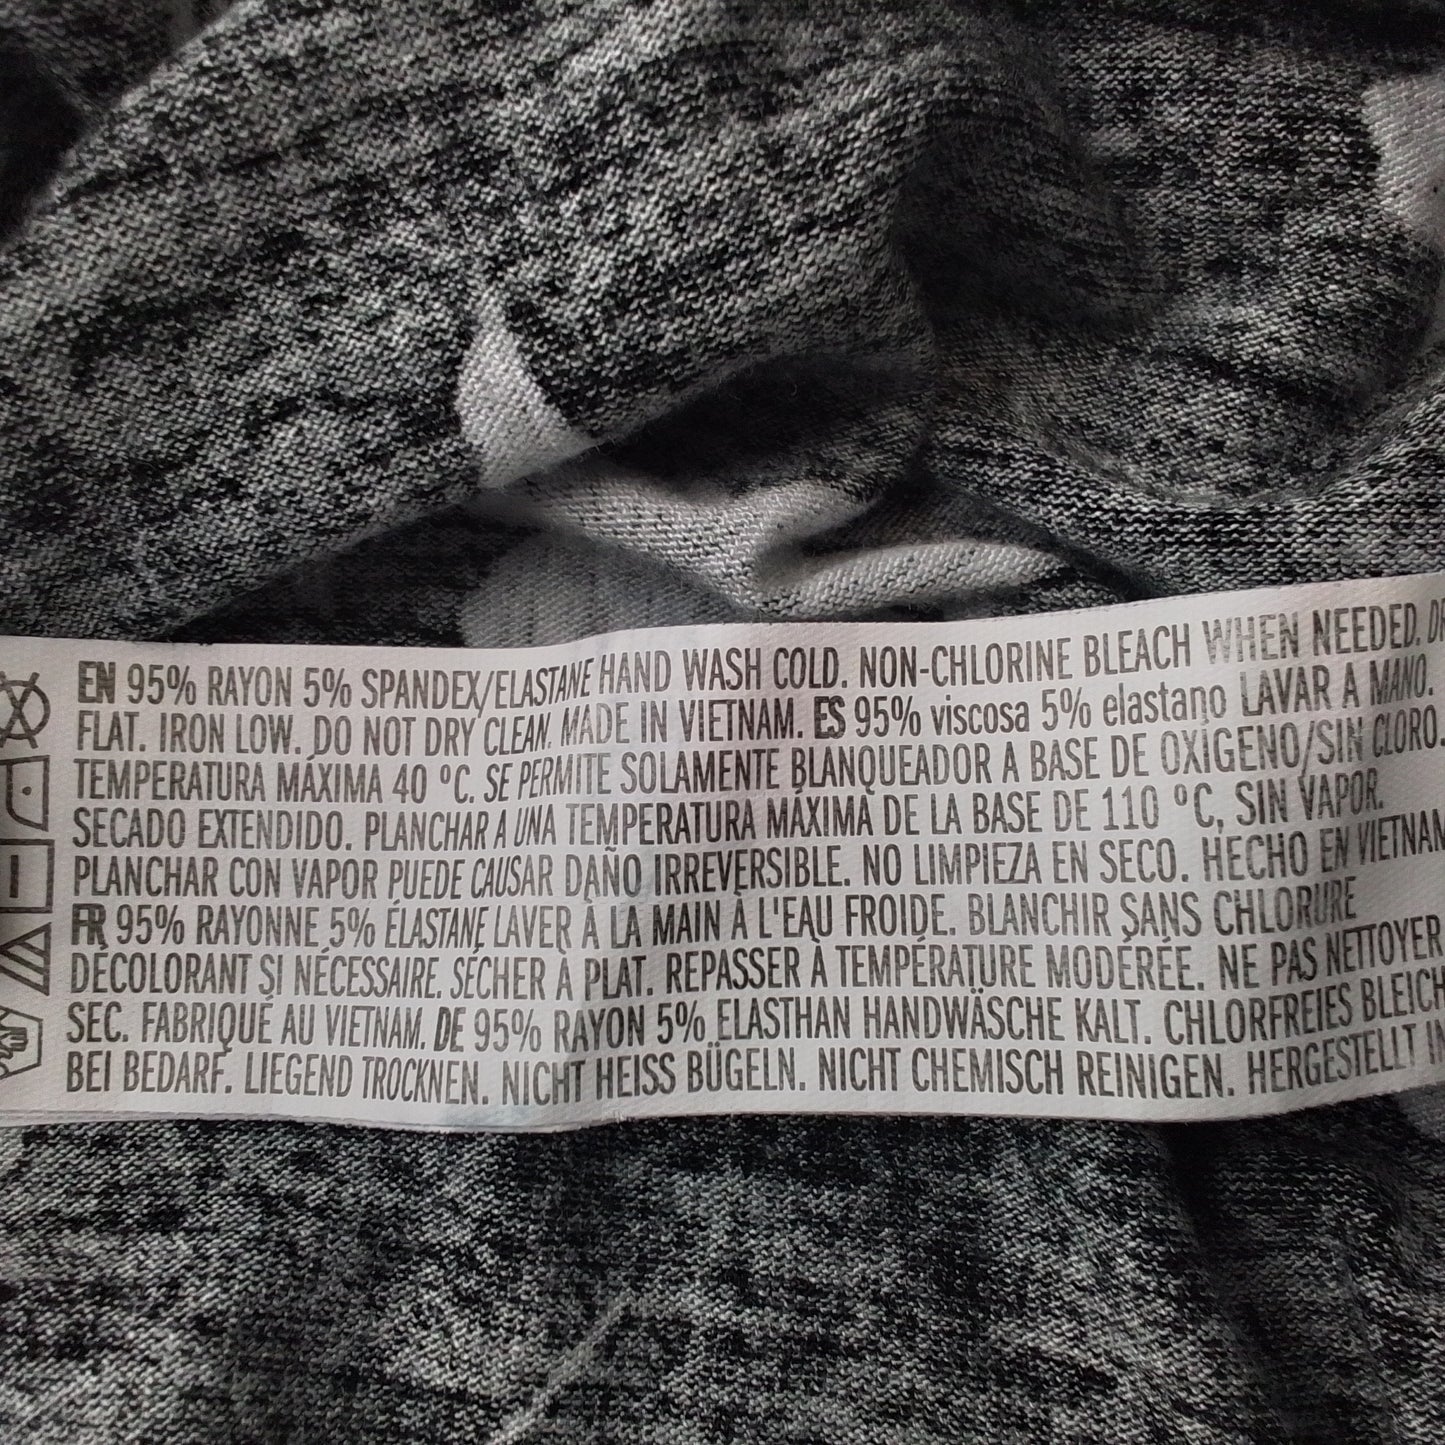 EN 95% RAYON 5% SPANDEX/ELASTANE HAND WASH COLD. NON-CHLORINE BLEACH WHEN NEEDED.
FLAT. IRON LOW. DO NOT DRY CLEAN. MADE IN VIETNAM. ES 95% viscosa 5% elastano LAVAR A MANO.
TEMPERATURA MÁXIMA 40 ºC. SE PERMITE SOLAMENTE BLANQUEADOR A BASE DE OXÍGENO/SIN CLORO.
SECADO EXTENDIDO. PLANCHAR A UNA TEMPERATURA MÁXIMA DE LA BASE DE 110 ºC, SIN VAPOR.
PLANCHAR CON VAPOR PUEDE CAUSAR DAÑO IRREVERSIBLE. NO LIMPIEZA EN SECO. HECHO EN VIETNAM
FR 95% RAYONNE 5% ÉLASTANE LAVER À LA MAIN À L'EAU FROIDE. BLANCHIR SANS CHLORURE
DÉCOLORANT SI NÉCESSAIRE. SÉCHER À PLAT. REPASSER À TEMPÉRATURE MODÉRÉE. NE PAS NETTOYER
SEC. FABRIQUÉ AU VIETNAM. DE 95% RAYON 5% ELASTHAN HANDWÄSCHE KALT. CHLORFREIES BLEICH
BEI BEDARF. LIEGEND TROCKNEN. NICHT HEISS BÜGELN. NICHT CHEMISCH REINIGEN. HERGESTELLT IN